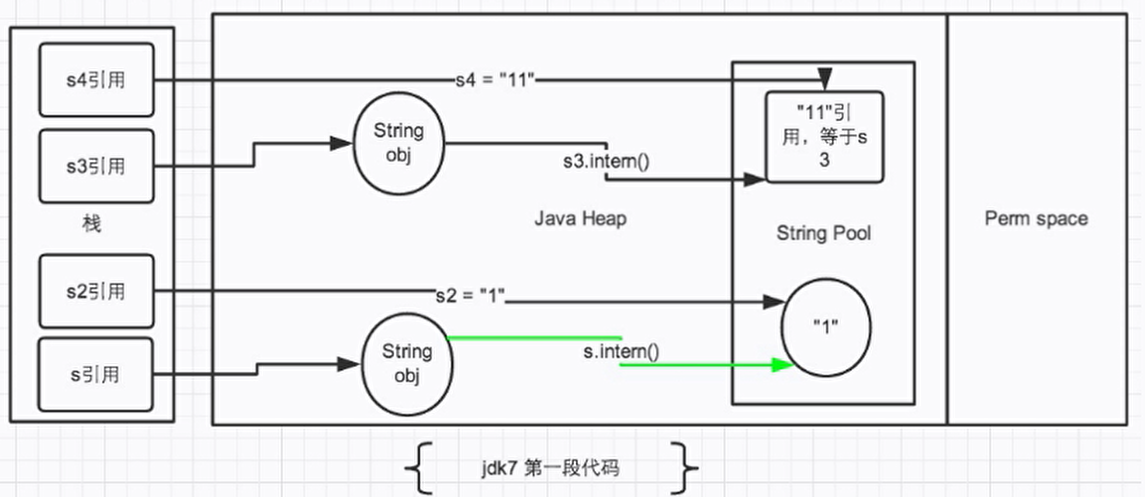 s4引用
s4 = "11"
"11"引
用，等于s
3
String
obj
s3引用
s3.intern()
栈
Java Heap
String Pool
Perm space
s2引用
s2 = "1"
"1"
s引用
String
obj
s.intern()
jdk7 第一段代码